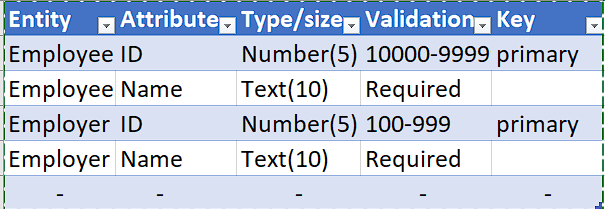 Entity Attribute Type/size Validation Key
Employee ID Number(5) 10000-9999 primary
Employee Name Text(10) Required
Employer ID Number(5) 100-999 primary
Employer Name Text(10) Required
- - - - -